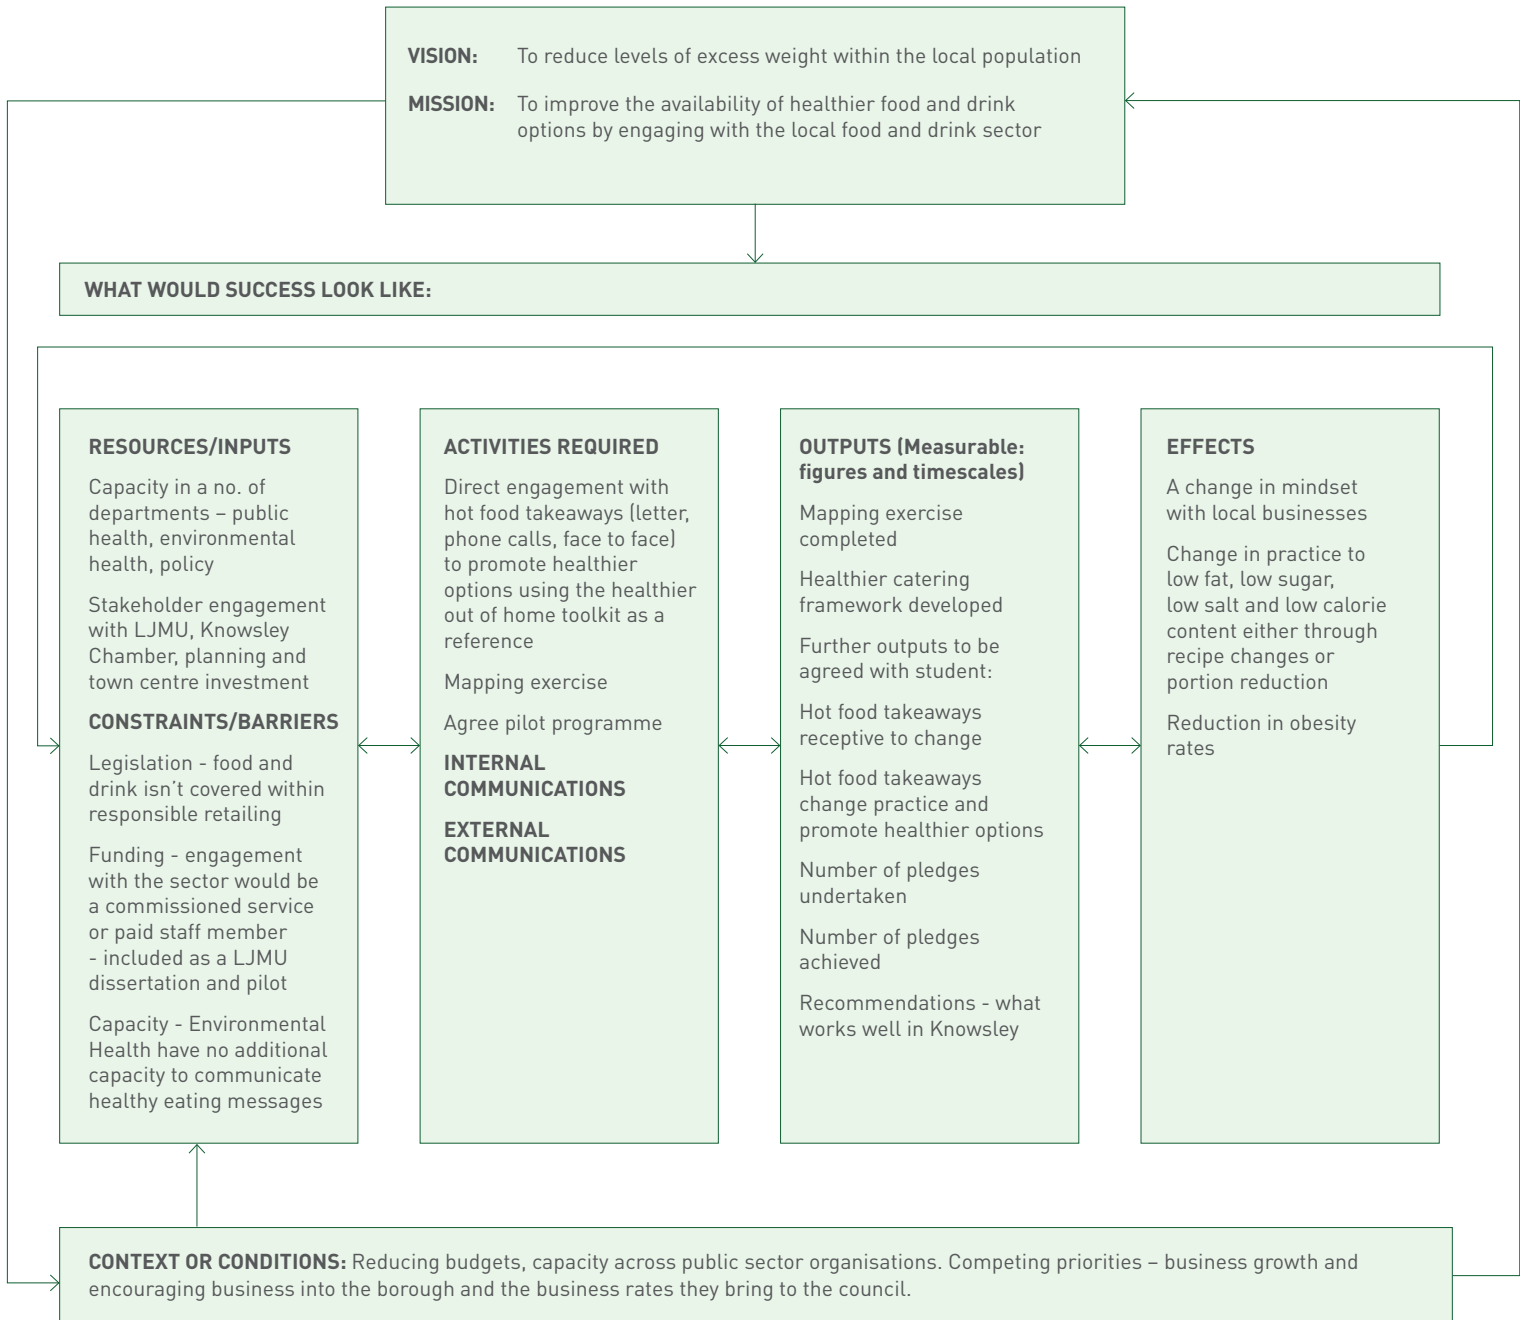 VISION: To reduce levels of excess weight within the local population
MISSION: To improve the availability of healthier food and drink
options by engaging with the local food and drink sector
WHAT WOULD SUCCESS LOOK LIKE:
RESOURCES/INPUTS
Capacity in a no. of
departments – public
health, environmental
health, policy
Stakeholder engagement
with LJMU, Knowsley
Chamber, planning and
town centre investment
CONSTRAINTS/BARRIERS
Legislation - food and
drink isn't covered within
responsible retailing
Funding - engagement
with the sector would be
a commissioned service
or paid staff member
- included as a LJMU
dissertation and pilot
Capacity - Environmental
Health have no additional
capacity to communicate
healthy eating messages
ACTIVITIES REQUIRED
Direct engagement with
hot food takeaways (letter,
phone calls, face to face)
to promote healthier
options using the healthier
out of home toolkit as a
reference
Mapping exercise
Agree pilot programme
INTERNAL
COMMUNICATIONS
EXTERNAL
COMMUNICATIONS
OUTPUTS (Measurable:
figures and timescales)
Mapping exercise
completed
Healthier catering
framework developed
Further outputs to be
agreed with student:
Hot food takeaways
receptive to change
Hot food takeaways
change practice and
promote healthier options
Number of pledges
undertaken
Number of pledges
achieved
Recommendations - what
works well in Knowsley
EFFECTS
A change in mindset
with local businesses
Change in practice to
low fat, low sugar,
low salt and low calorie
content either through
recipe changes or
portion reduction
Reduction in obesity
rates
CONTEXT OR CONDITIONS: Reducing budgets, capacity across public sector organisations. Competing priorities – business growth and
encouraging business into the borough and the business rates they bring to the council.